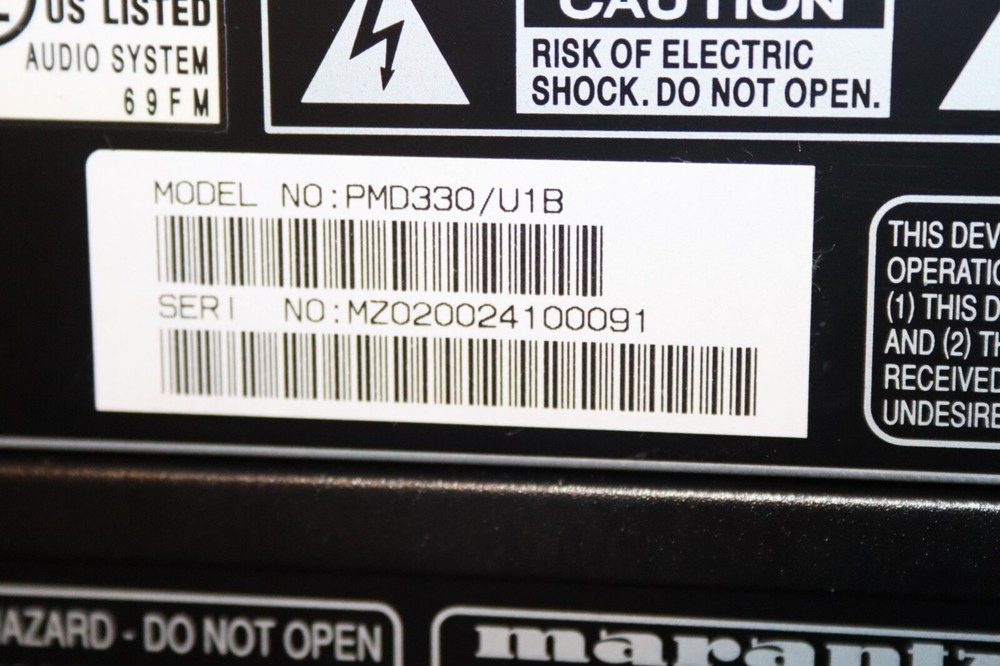 US LISTED
AUDIO SYSTEM
69FM
CAUTION
RISK OF ELECTRIC
SHOCK. DO NOT OPEN.
MODEL NO:PMD330/U1B
SERI NO:MZ020024100091
THIS DEV
OPERATIO
(1) THIS D
AND (2) TH
RECEIVED
UNDESIRE
HAZARD - DO NOT OPEN
marantz